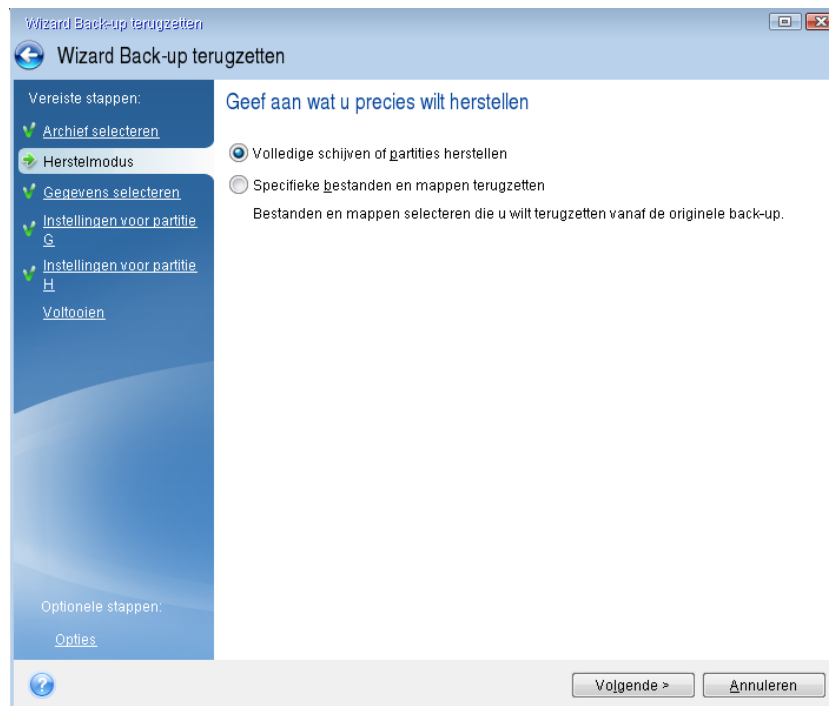 Wizard Back-up terugzetten
Wizard Back-up terugzetten
Vereiste stappen:
Archief selecteren
Herstelmodus
Gegevens selecteren
Instellingen voor partitie
G
Instellingen voor partitie
H
Voltooien
Optionele stappen:
Opties
Geef aan wat u precies wilt herstellen
Volledige schijven of partities herstellen
Specifieke bestanden en mappen terugzetten
Bestanden en mappen selecteren die u wilt terugzetten vanaf de originele back-up.
?
Volgende >
Annuleren